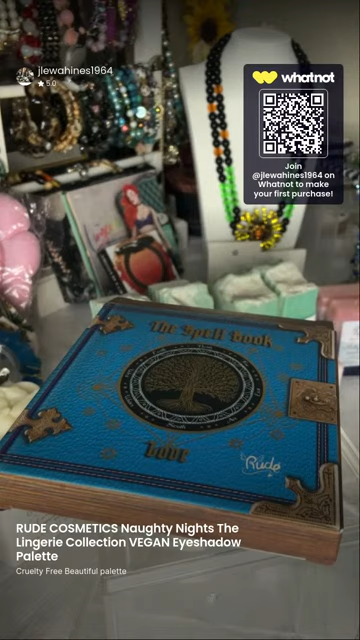 jlewahines1964
★ 5.0
whatnot
Join
@jlewahines1964 on
Whatnot to make
your first purchase!
The Spell Book
Love
Rude
RUDE COSMETICS Naughty Nights The
Lingerie Collection VEGAN Eyeshadow
Palette
Cruelty Free Beautiful palette